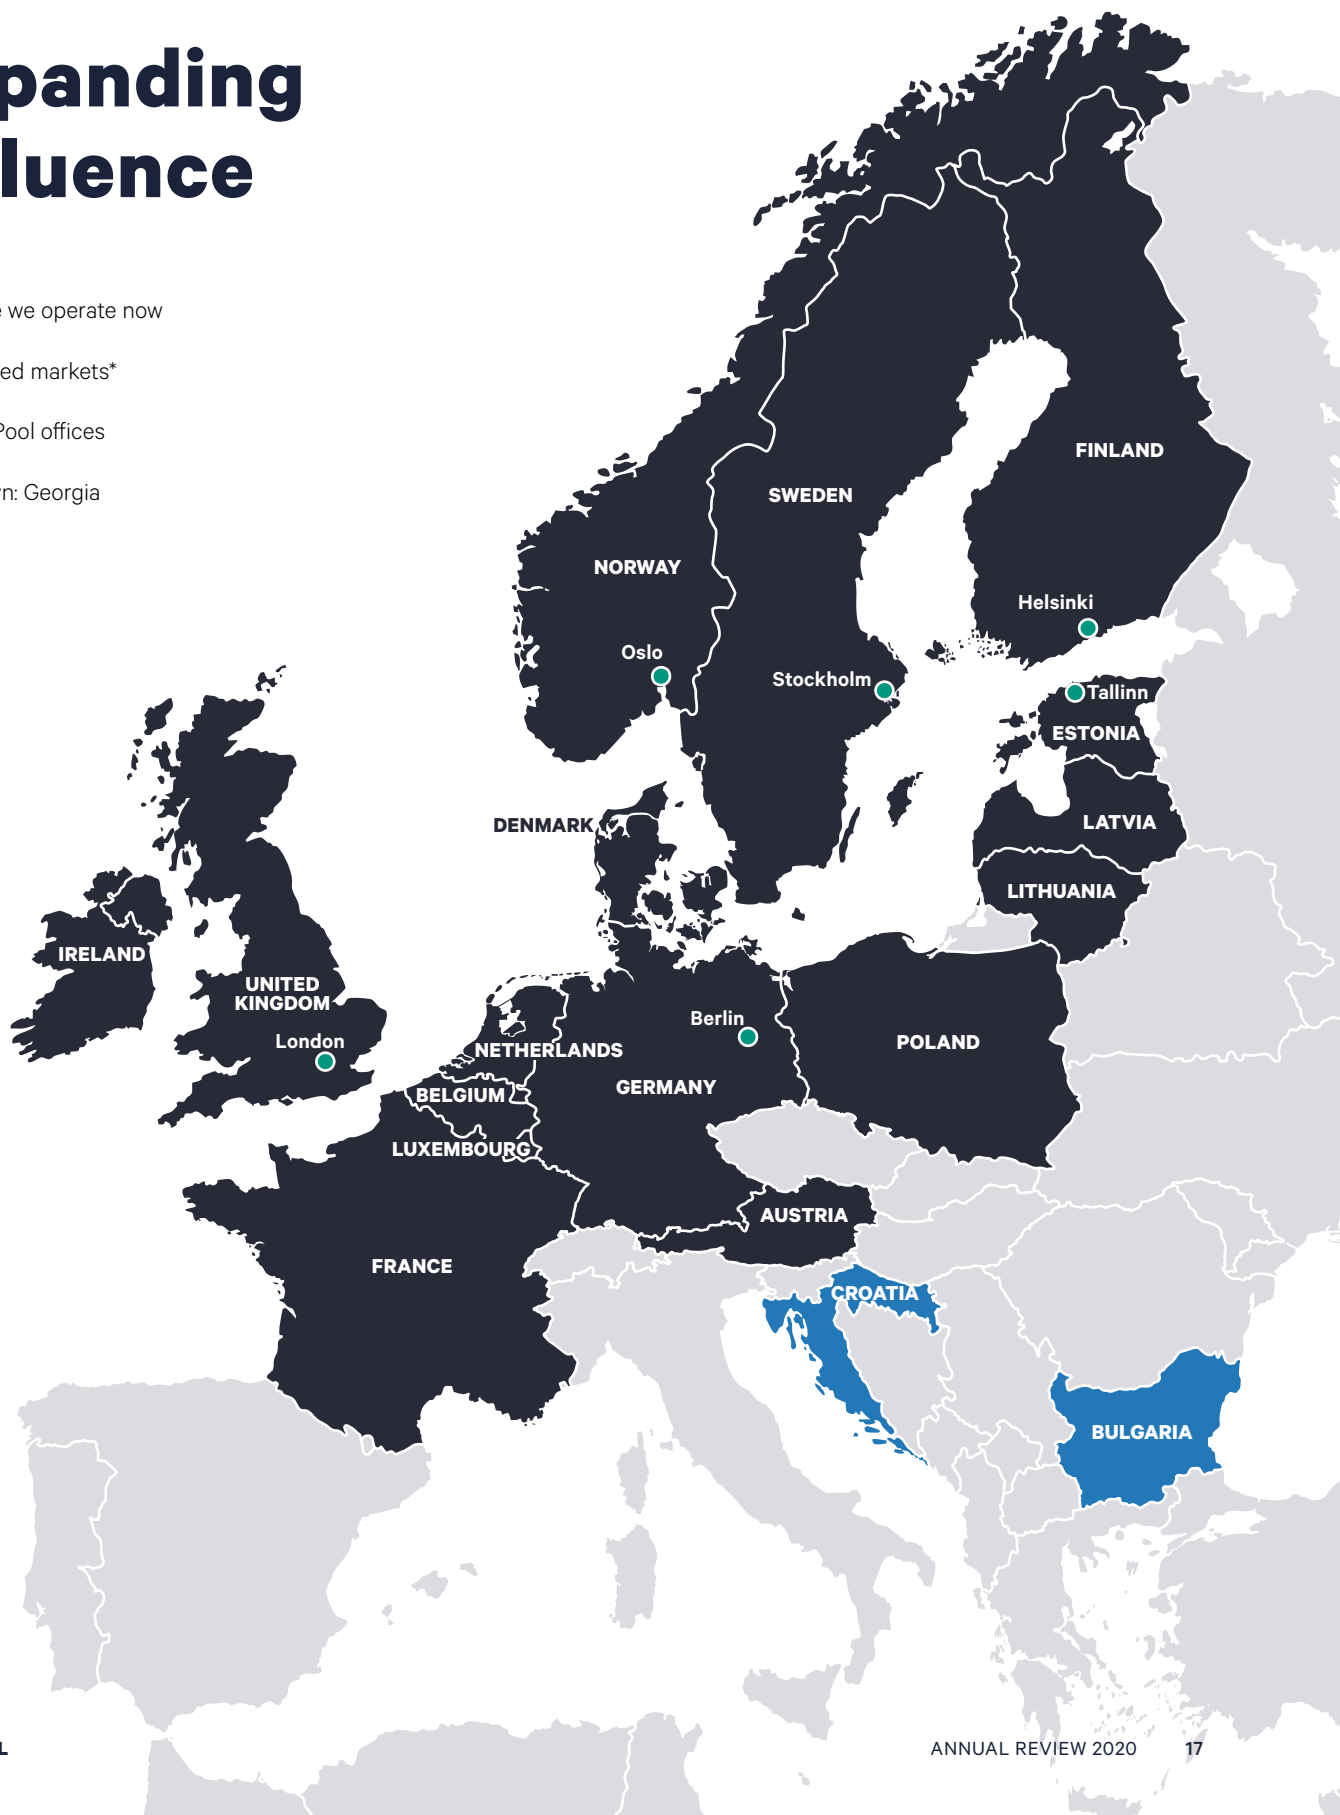 panding
luence
e we operate now
ed markets*
Pool offices
n: Georgia
FINLAND
SWEDEN
NORWAY
Helsinki
Oslo
Stockholm
Tallinn
ESTONIA
DENMARK
LATVIA
LITHUANIA
IRELAND
UNITED
KINGDOM
Berlin
London
NETHERLANDS
POLAND
GERMANY
BELGIUM
LUXEMBOURG
AUSTRIA
FRANCE
CROATIA
BULGARIA
L
ANNUAL REVIEW 2020 17